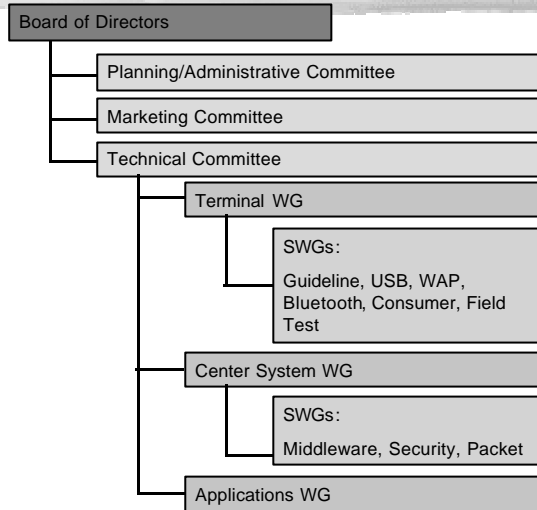 Board of Directors
Planning/Administrative Committee
Marketing Committee
Technical Committee
Terminal WG
SWGs:
Guideline, USB, WAP,
Bluetooth, Consumer, Field
Test
Center System WG
SWGs:
Middleware, Security, Packet
Applications WG